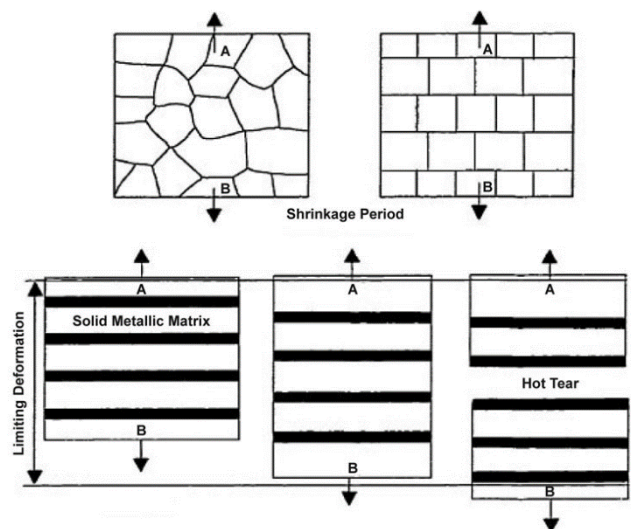 A
A
B
B
Shrinkage Period
A
A
A
Solid Metallic Matrix
Limiting Deformation
Hot Tear
B
B
B